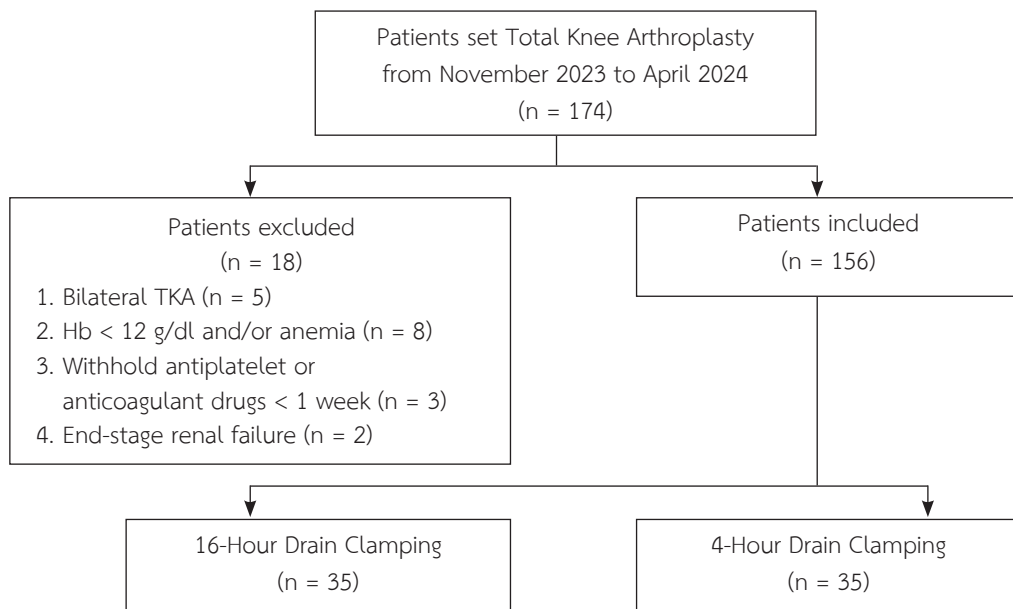 Patients set Total Knee Arthroplasty
from November 2023 to April 2024
(n = 174)
Patients excluded
(n = 18)
1. Bilateral TKA (n = 5)
2. Hb < 12 g/dl and/or anemia (n = 8)
3. Withhold antiplatelet or
anticoagulant drugs < 1 week (n = 3)
4. End-stage renal failure (n = 2)
Patients included
(n = 156)
16-Hour Drain Clamping
(n = 35)
4-Hour Drain Clamping
(n = 35)